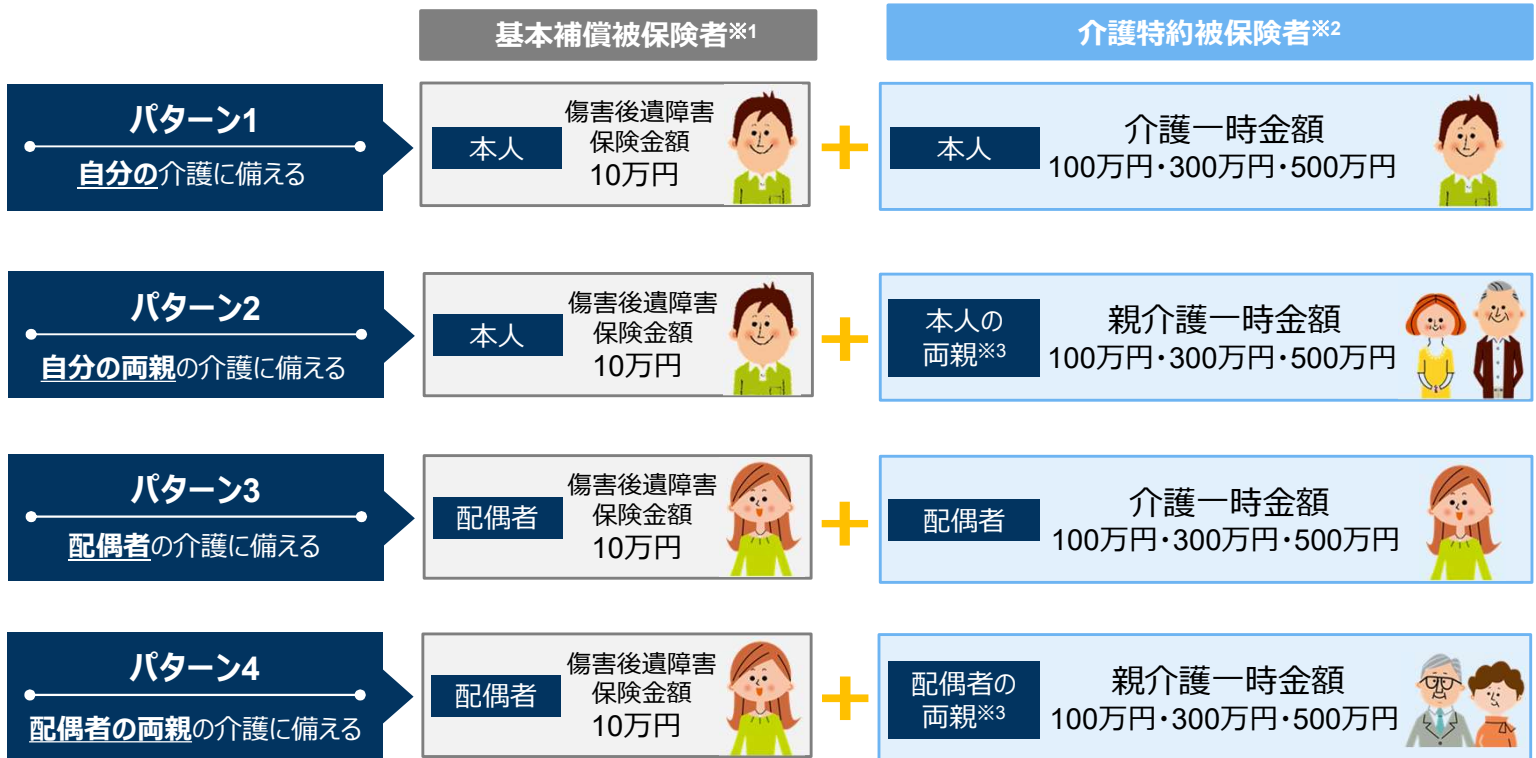 基本補償被保険者※1
介護特約被保険者※2
パターン1
自分の介護に備える
本人
傷害後遺障害
保険金額
10万円
+
本人
介護一時金額
100万円・300万円・500万円
パターン2
自分の両親の介護に備える
本人
傷害後遺障害
保険金額
10万円
+
本人の
両親※3
親介護一時金額
100万円・300万円・500万円
パターン3
配偶者の介護に備える
配偶者
傷害後遺障害
保険金額
10万円
+
配偶者
介護一時金額
100万円・300万円・500万円
パターン4
配偶者の両親の介護に備える
配偶者
傷害後遺障害
保険金額
10万円
+
配偶者の
両親※3
親介護一時金額
100万円・300万円・500万円